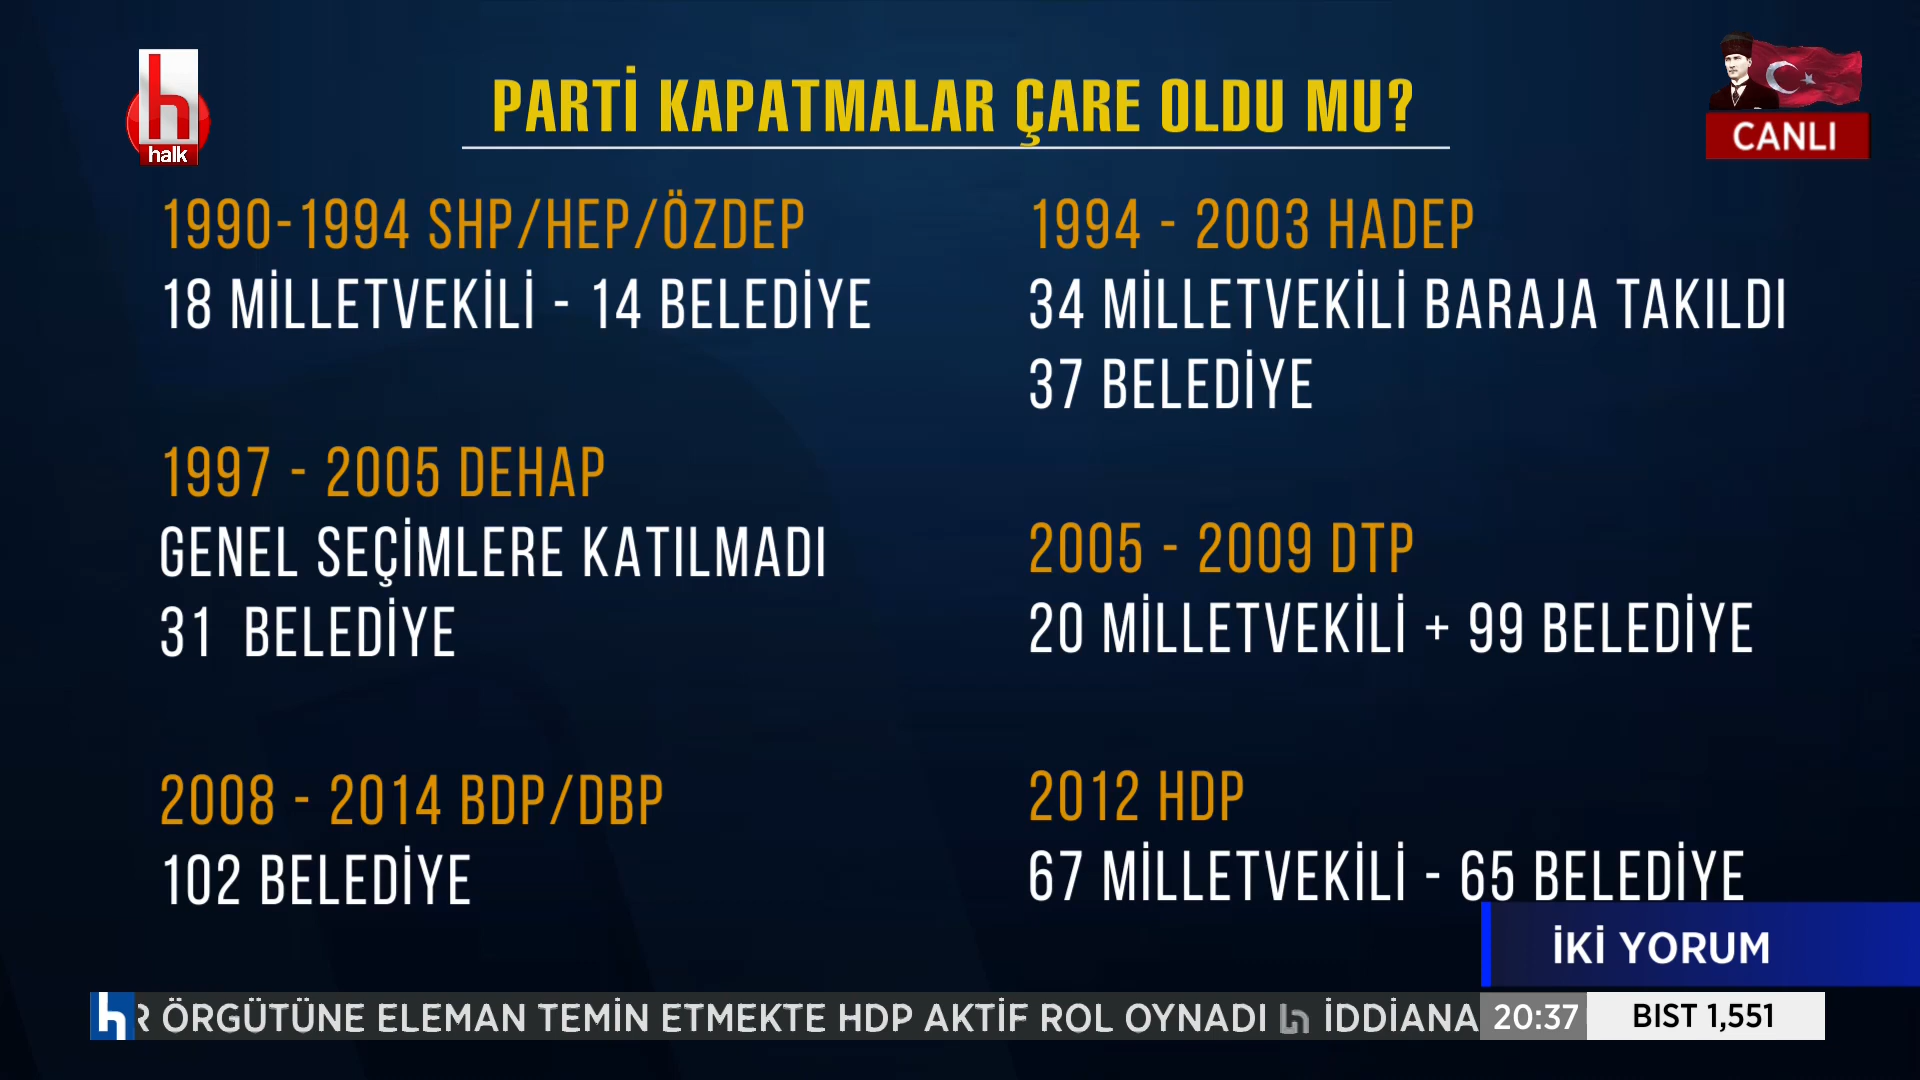 h
halk
PARTİ KAPATMALAR ÇARE OLDU MU?
CANLI
1990-1994 SHP/HEP/ÖZDEP
18 MİLLETVEKİLİ - 14 BELEDİYE
1997 - 2005 DEHAP
GENEL SEÇİMLERE KATILMADI
31 BELEDİYE
2008 - 2014 BDP/DBP
102 BELEDİYE
1994 - 2003 HADEP
34 MİLLETVEKİLİ BARAJA TAKILDI
37 BELEDİYE
2005 - 2009 DTP
20 MİLLETVEKİLİ + 99 BELEDİYE
2012 HDP
67 MİLLETVEKİLİ - 65 BELEDİYE
İKİ YORUM
h R ÖRGÜTÜNE ELEMAN TEMİN ETMEKTE HDP AKTİF ROL OYNADI h İDDİANA 20:37 BIST 1,551